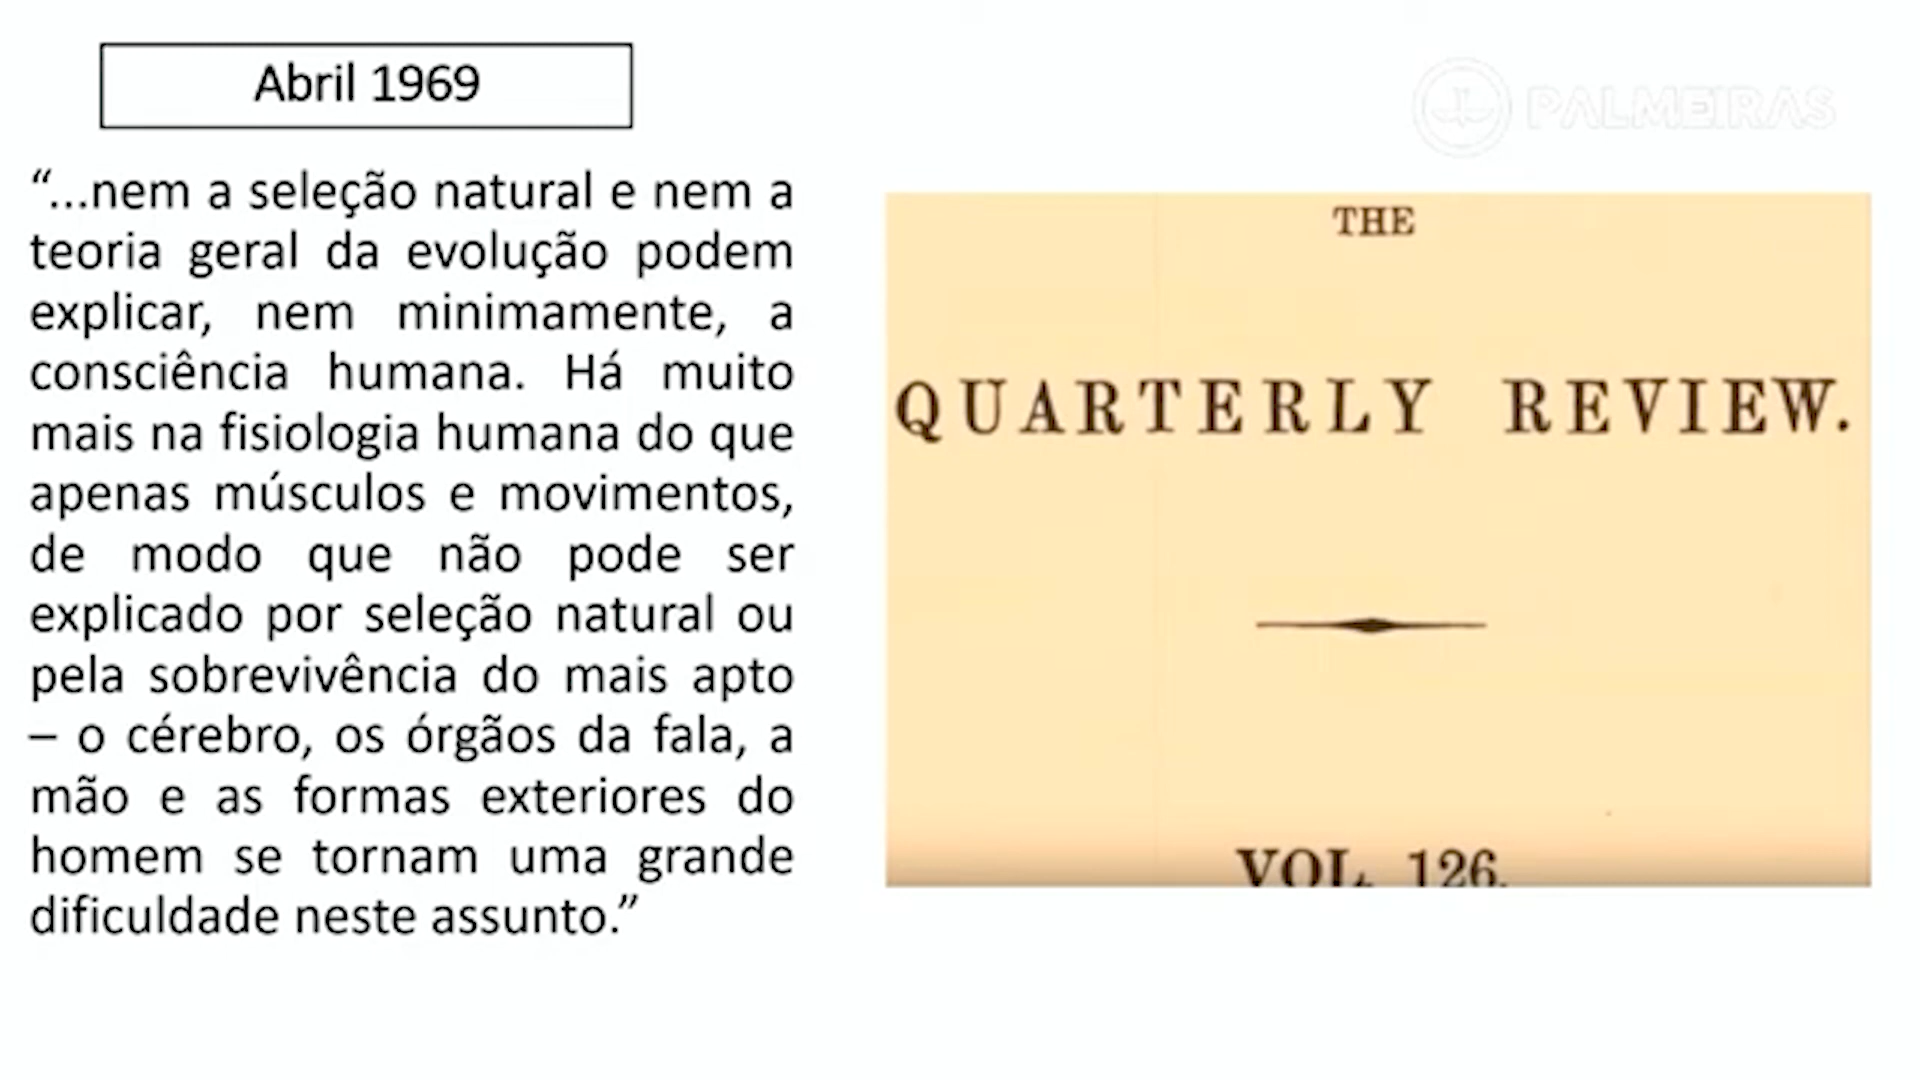 Abril 1969
PALMEIRAS
“...nem a seleção natural e nem a
teoria geral da evolução podem
explicar, nem minimamente, a
consciência humana. Há muito
mais na fisiologia humana do que
apenas músculos e movimentos,
de modo que não pode ser
explicado por seleção natural ou
pela sobrevivência do mais apto
– o cérebro, os órgãos da fala, a
mão e as formas exteriores do
homem se tornam uma grande
dificuldade neste assunto.”
THE
QUARTERLY REVIEW.
VOL. 126.